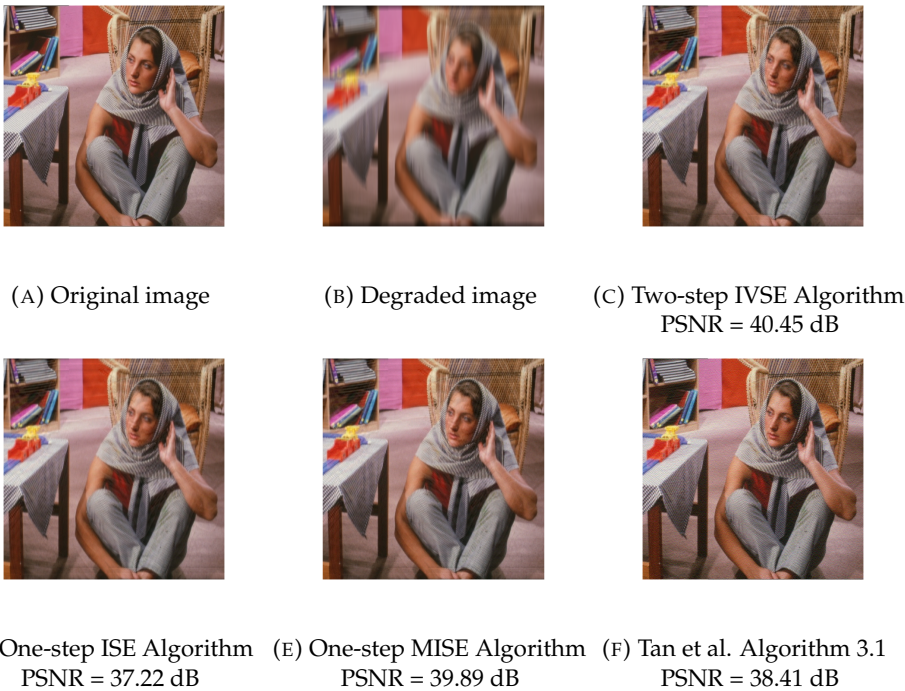 (A) Original image
(B) Degraded image
(C) Two-step IVSE Algorithm
PSNR = 40.45 dB
One-step ISE Algorithm
PSNR = 37.22 dB
(E) One-step MISE Algorithm
PSNR = 39.89 dB
(F) Tan et al. Algorithm 3.1
PSNR = 38.41 dB